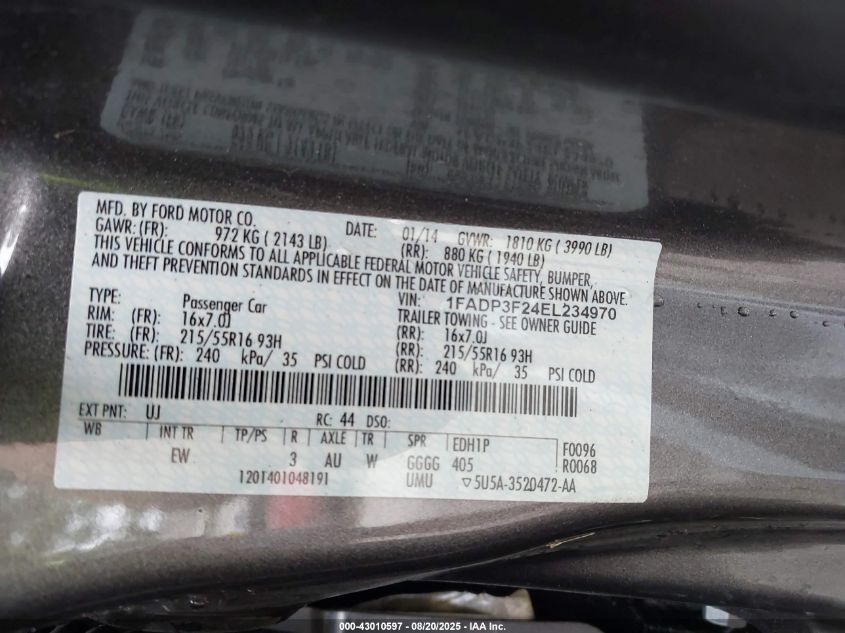 MFD. BY FORD MOTOR CO.
DATE: 01/14 GVWR: 1810 KG ( 3990 LB)
GAWR: (FR): 972 KG ( 2143 LB) (RR): 880 KG ( 1940 LB)
THIS VEHICLE CONFORMS TO ALL APPLICABLE FEDERAL MOTOR VEHICLE SAFETY, BUMPER,
AND THEFT PREVENTION STANDARDS IN EFFECT ON THE DATE OF MANUFACTURE SHOWN ABOVE.
VIN: 1FADP3F24EL234970
TYPE: Passenger Car TRAILER TOWING - SEE OWNER GUIDE
RIM: (FR): 16x7.0J (RR): 16x7.0J
TIRE: (FR): 215/55R16 93H (RR): 215/55R16 93H
PRESSURE: (FR): 240 kPa/ 35 PSI COLD (RR): 240 kPa/ 35 PSI COLD
EXT PNT: UJ RC: 44 DSO:
WB INT TR TP/PS R AXLE TR SPR EDH1P F0096
EW 3 AU W GGGG 405 R0068
120T401048191 UMU ▽5U5A-3520472-AA
000-43010597 - 08/20/2025 - IAA Inc.